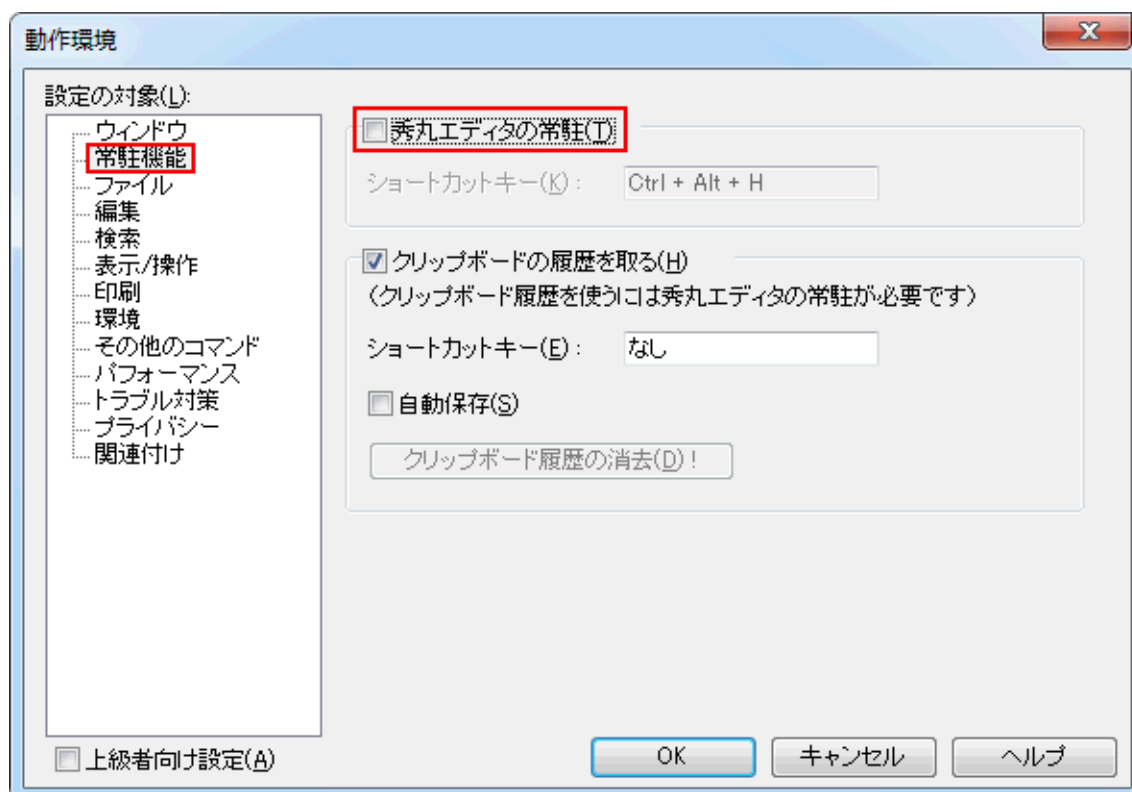 動作環境
設定の対象(L):
ウィンドウ
常駐機能
ファイル
編集
検索
表示/操作
印刷
環境
その他のコマンド
パフォーマンス
トラブル対策
プライバシー
関連付け
上級者向け設定(A)
秀丸エディタの常駐(T)
ショートカットキー(K) : Ctrl + Alt + H
クリップボードの履歴を取る(H)
(クリップボード履歴を使うには秀丸エディタの常駐が必要です)
ショートカットキー(E) : なし
自動保存(S)
クリップボード履歴の消去(D) !
OK キャンセル ヘルプ